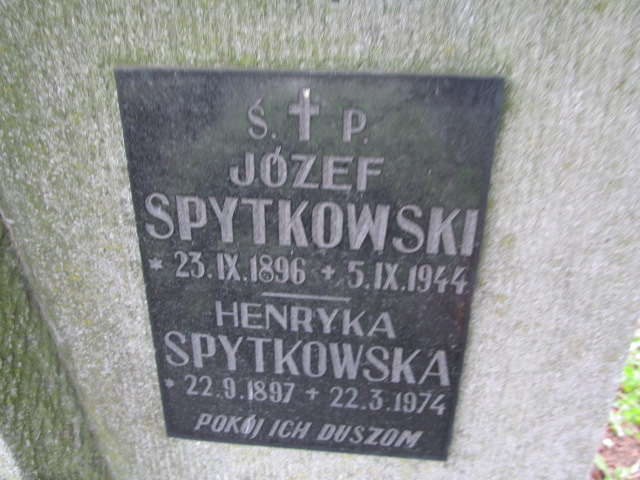 Ś. P.
JÓZEF
SPYTKOWSKI
* 23.IX.1896 + 5.IX.1944
HENRYKA
SPYTKOWSKA
* 22.9.1897 + 22.3.1974
POKÓJ ICH DUSZOM